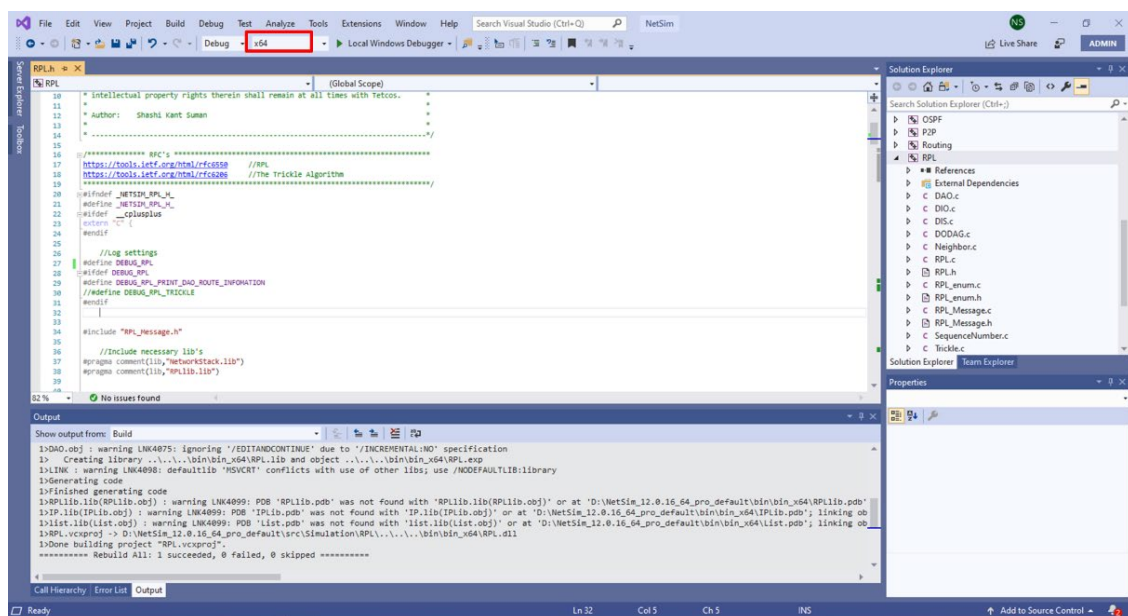 File Edit View Project Build Debug Test Analyze Tools Extensions Window Help Search Visual Studio (Ctrl+Q) NetSim NS
Debug x64 Local Windows Debugger Live Share ADMIN
Server Explorer
Toolbox
RPL.h
RPL (Global Scope)
10 * intellectual property rights therein shall remain at all times with Tetcos. *
11 * *
12 * Author: Shashi Kant Suman *
13 * *
14 * ---------------------------------------------------------------------------------*/
15
16 /*************** RFC's ****************************************************
17 https://tools.ietf.org/html/rfc6550 //RPL
18 https://tools.ietf.org/html/rfc6206 //The Trickle Algorithm
19 ***************************************************************************/
20 #ifndef _NETSIM_RPL_H_
21 #define _NETSIM_RPL_H_
22 #ifdef __cplusplus
23 extern "C" {
24 #endif
25
26 //Log settings
27 #define DEBUG_RPL
28 #ifdef DEBUG_RPL
29 #define DEBUG_RPL_PRINT_DAO_ROUTE_INFOMATION
30 //#define DEBUG_RPL_TRICKLE
31 #endif
32
33
34 #include "RPL_Message.h"
35
36 //Include necessary lib's
37 #pragma comment(lib,"NetworkStack.lib")
38 #pragma comment(lib,"RPLlib.lib")
39
82 % No issues found
Solution Explorer
Search Solution Explorer (Ctrl+;)
OSPF
P2P
Routing
RPL
References
External Dependencies
C DAO.c
C DIO.c
C DIS.c
C DODAG.c
C Neighbor.c
C RPL.c
RPL.h
C RPL_enum.c
RPL_enum.h
C RPL_Message.c
RPL_Message.h
C SequenceNumber.c
C Trickle.c
Solution Explorer Team Explorer
Properties
Output
Show output from: Build
1>DAO.obj : warning LNK4075: ignoring '/EDITANDCONTINUE' due to '/INCREMENTAL:NO' specification
1> Creating library ..\..\..\bin\bin_x64\RPL.lib and object ..\..\..\bin\bin_x64\RPL.exp
1>LINK : warning LNK4098: defaultlib 'MSVCRT' conflicts with use of other libs; use /NODEFAULTLIB:library
1>Generating code
1>Finished generating code
1>RPLlib.lib(RPLlib.obj) : warning LNK4099: PDB 'RPLlib.pdb' was not found with 'RPLlib.lib(RPLlib.obj)' or at 'D:\NetSim_12.0.16_64_pro_default\bin\bin_x64\RPLlib.pdb'
1>IP.lib(IPLib.obj) : warning LNK4099: PDB 'IPLib.pdb' was not found with 'IP.lib(IPLib.obj)' or at 'D:\NetSim_12.0.16_64_pro_default\bin\bin_x64\IPLib.pdb'; linking ob
1>list.lib(List.obj) : warning LNK4099: PDB 'List.pdb' was not found with 'list.lib(List.obj)' or at 'D:\NetSim_12.0.16_64_pro_default\bin\bin_x64\List.pdb'; linking ob
1>RPL.vcxproj -> D:\NetSim_12.0.16_64_pro_default\src\Simulation\RPL\..\..\..\bin\bin_x64\RPL.dll
1>Done building project "RPL.vcxproj".
========== Rebuild All: 1 succeeded, 0 failed, 0 skipped ==========
Call Hierarchy Error List Output
Ready Ln 32 Col 5 Ch 5 INS Add to Source Control 2